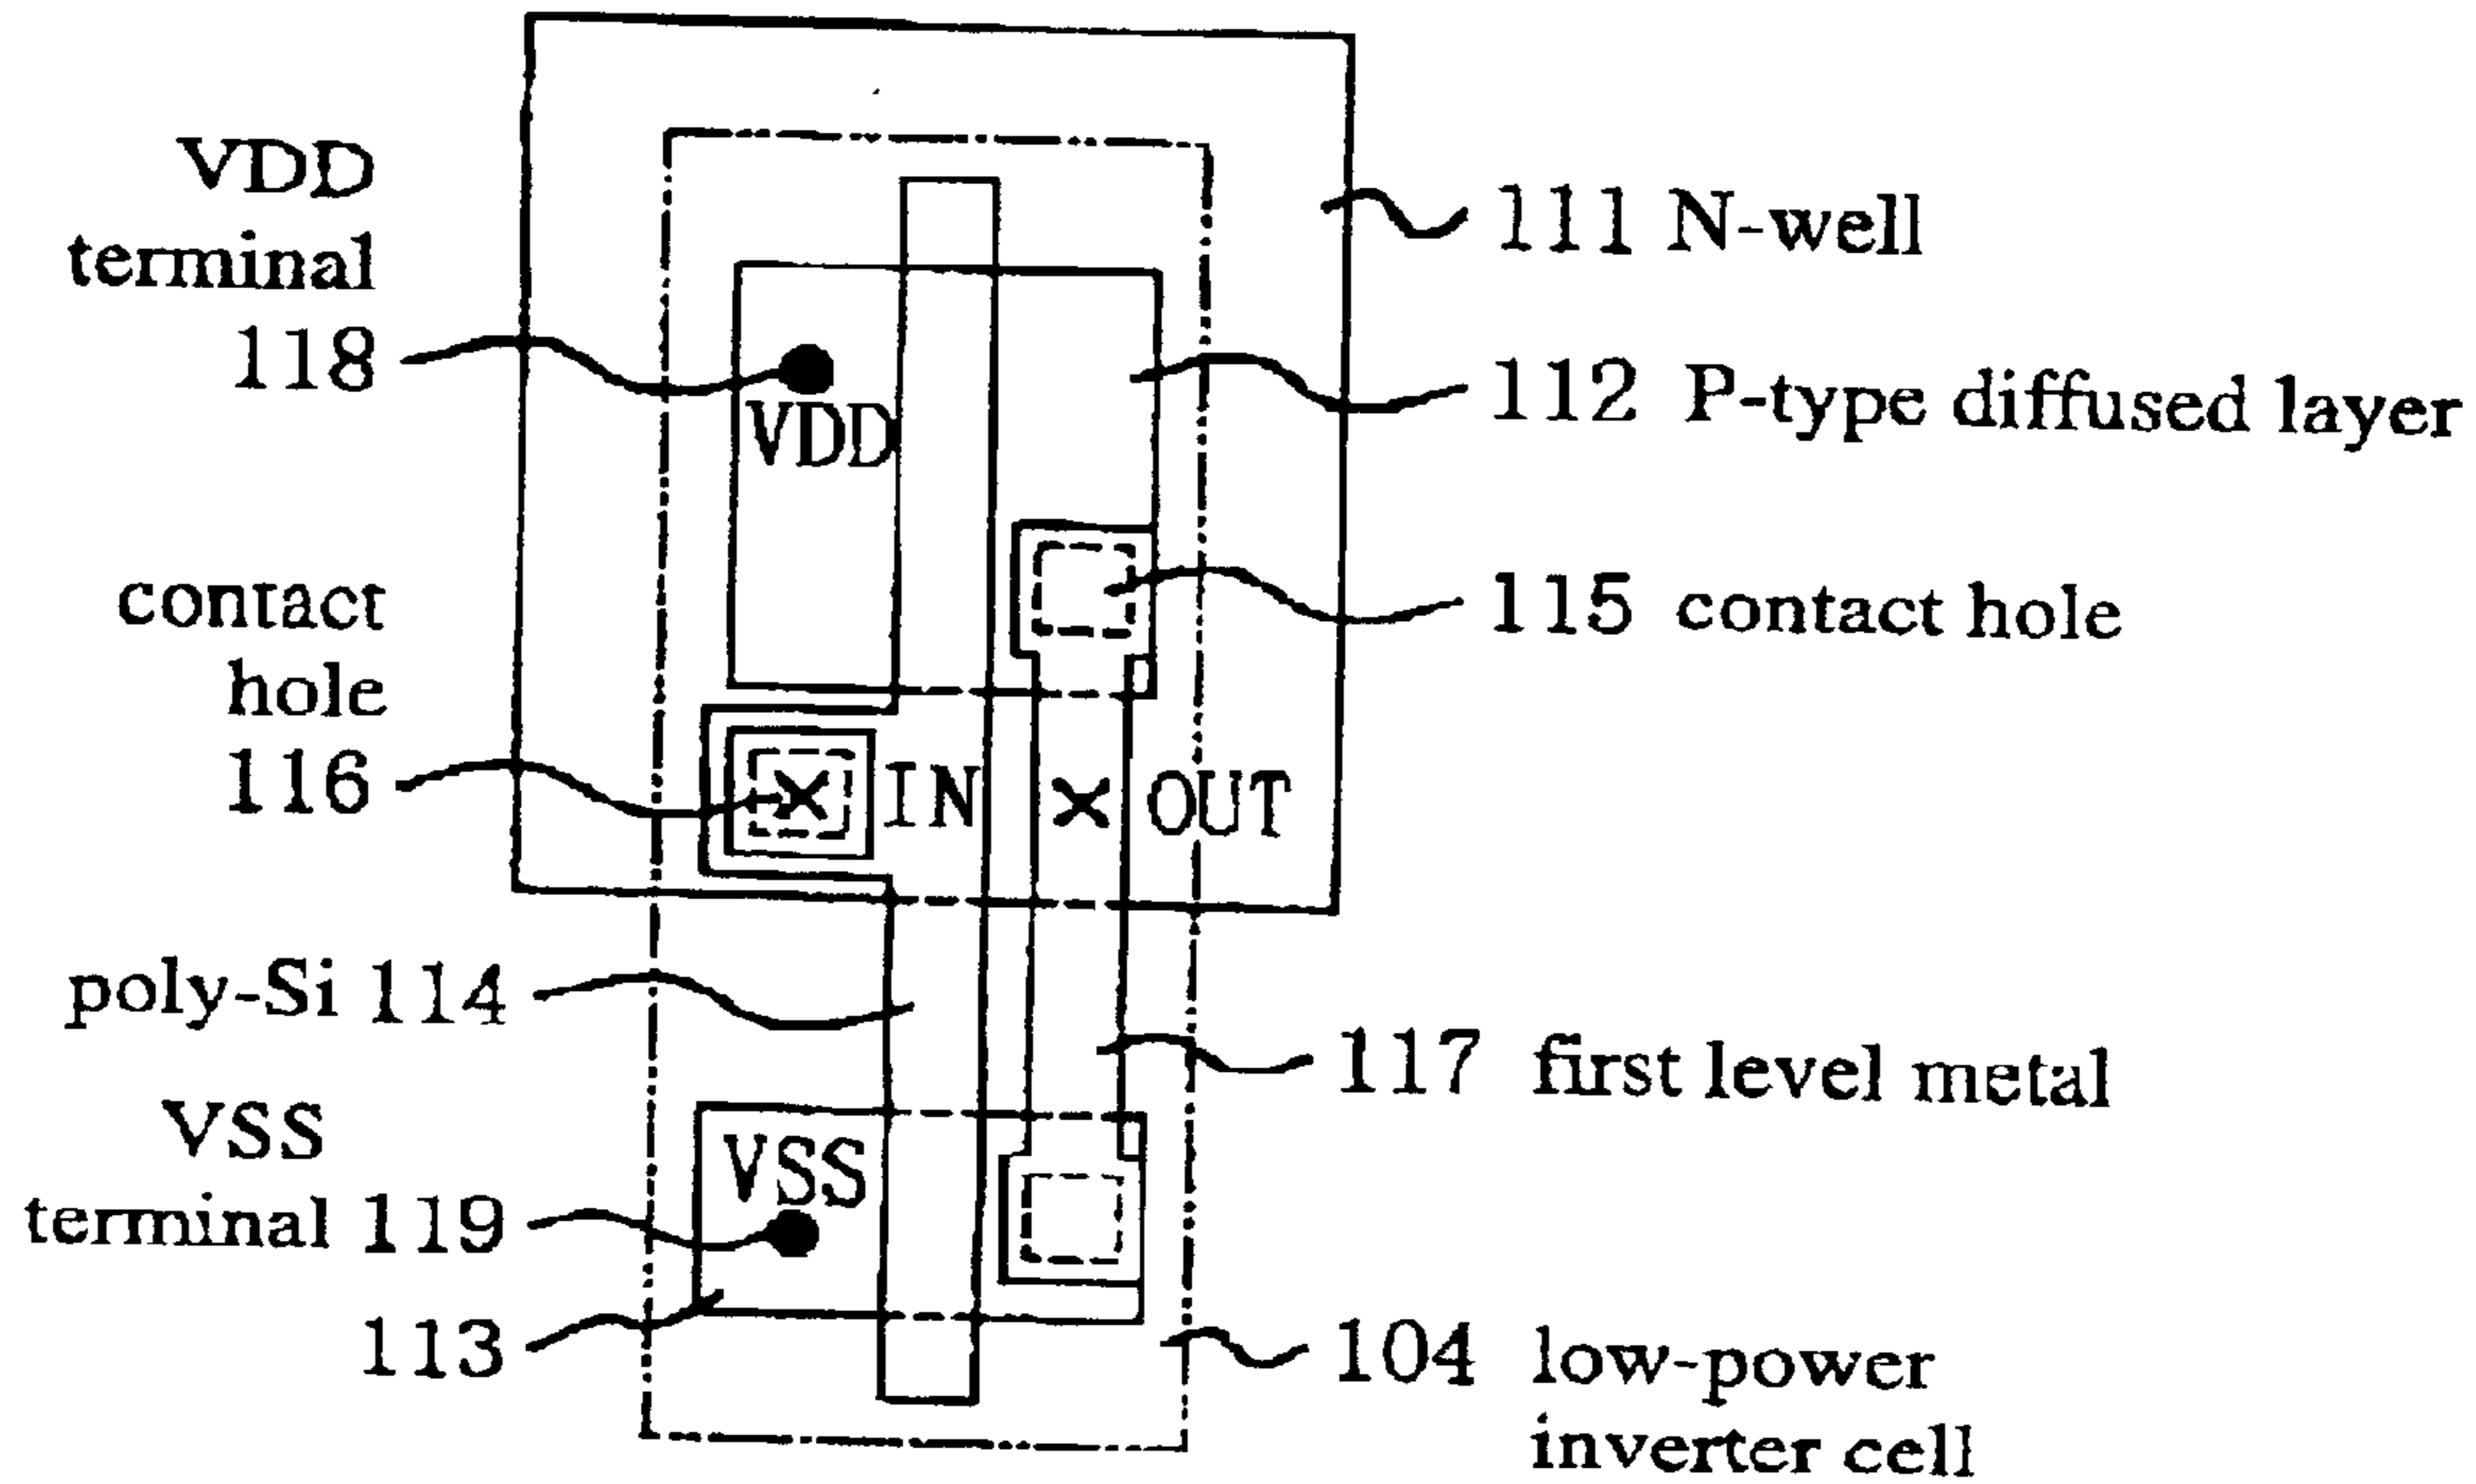 VDD
terminal
118
VDD
contact
hole
116
IN
OUT
poly-Si 114
VSS
terminal 119
VSS
113
111 N-well
112 P-type diffused layer
115 contact hole
117 first level metal
104 low-power
inverter cell